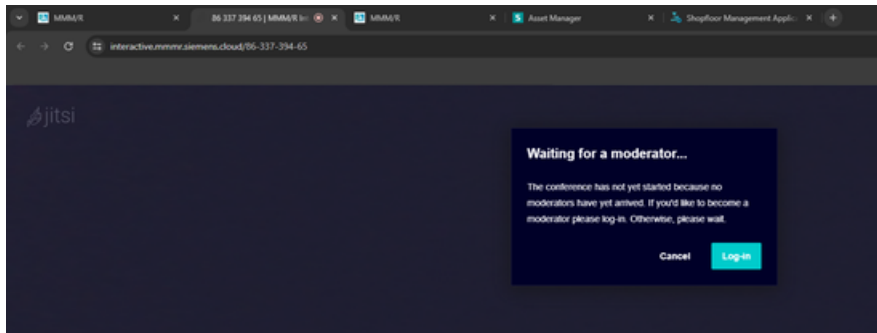 MMM/R
86 337 394 65 | MMM/R Im
MMM/R
Asset Manager
Shopfloor Management Applic
interactive.mmmr.siemens.cloud/86-337-394-65
jitsi
Waiting for a moderator...
The conference has not yet started because no
moderators have yet arrived. If you'd like to become a
moderator please log-in. Otherwise, please wait.
Cancel
Log-in